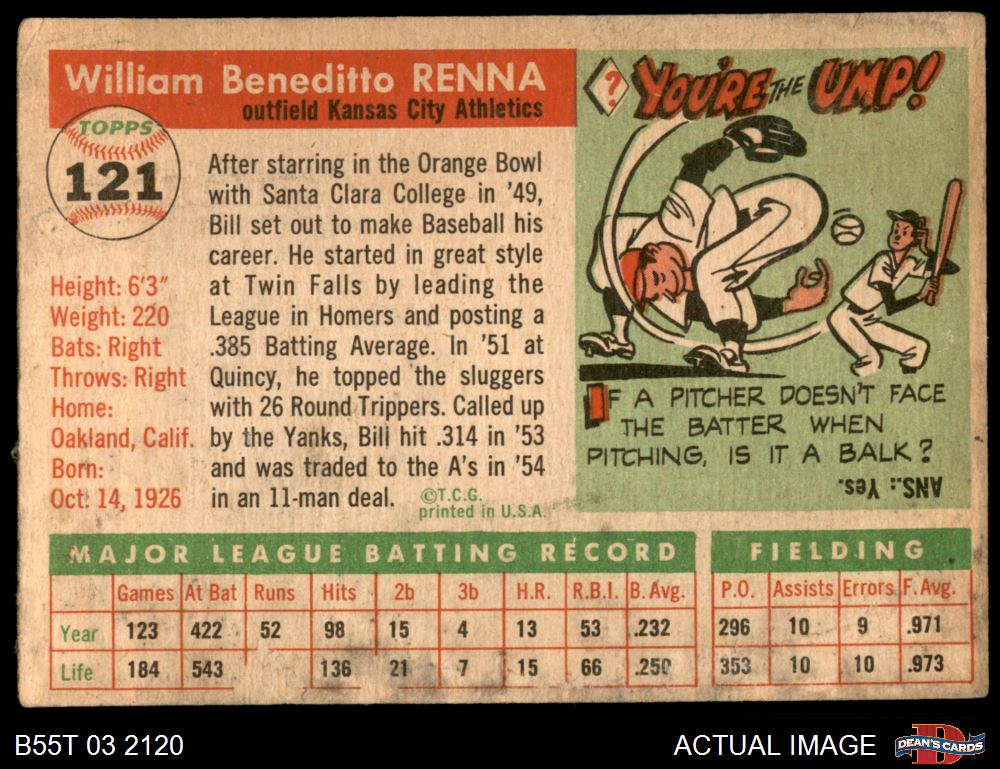 William Beneditto RENNA
outfield Kansas City Athletics
TOPPS
121
Height: 6'3"
Weight: 220
Bats: Right
Throws: Right
Home:
Oakland, Calif.
Born:
Oct. 14, 1926
After starring in the Orange Bowl
with Santa Clara College in '49,
Bill set out to make Baseball his
career. He started in great style
at Twin Falls by leading the
League in Homers and posting a
.385 Batting Average. In '51 at
Quincy, he topped the sluggers
with 26 Round Trippers. Called up
by the Yanks, Bill hit .314 in '53
and was traded to the A's in '54
in an 11-man deal.
©T.C.G.
printed in U.S.A.
? YOU'RE THE UMP!
IF A PITCHER DOESN'T FACE
THE BATTER WHEN
PITCHING, IS IT A BALK?
ANS.: Yes.
MAJOR LEAGUE BATTING RECORD FIELDING
Games At Bat Runs Hits 2b 3b H.R. R.B.I. B. Avg. P.O. Assists Errors F. Avg.
Year 123 422 52 98 15 4 13 53 .232 296 10 9 .971
Life 184 543 136 21 7 15 66 .250 353 10 10 .973
B55T 03 2120
ACTUAL IMAGE
D
DEAN'S CARDS